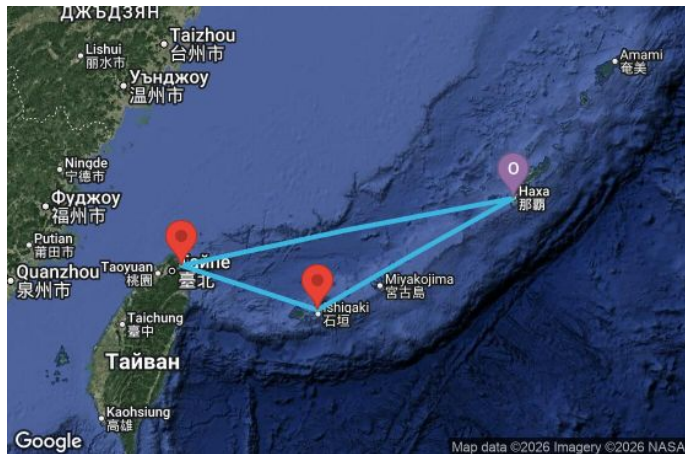 ДЖЪДЗЯН
Taizhou
台州市
Lishui
丽水市
Уънджоу
温州市
Amami
奄美
Ningde
宁德市
Фуджоу
福州市
O
Наха
那覇
Putian
莆田市
Quanzhou
泉州市
Taoyuan
桃園
Тайпе
臺北
Miyakojima
宮古島
Ishigaki
石垣
Taichung
臺中
Тайван
Kaohsiung
高雄
Google
Map data ©2026 Imagery ©2026 NASA